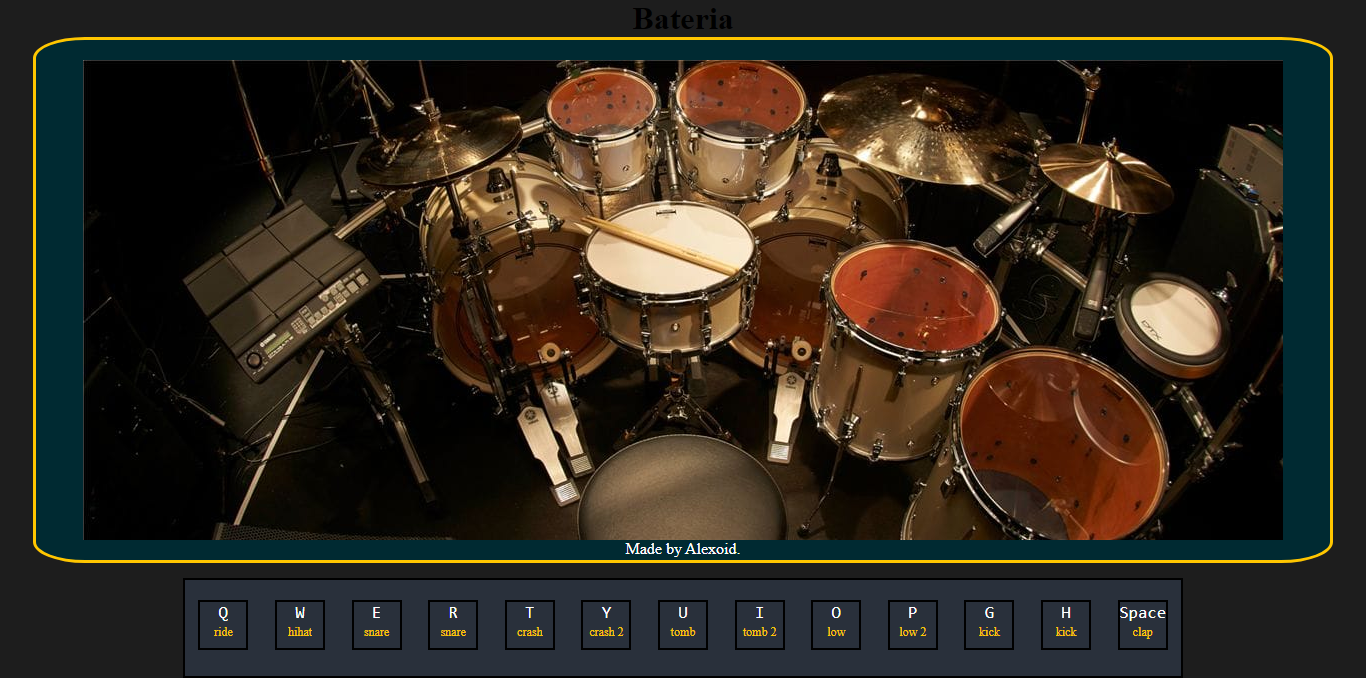 Bateria
DTX
Made by Alexoid.
Q W E R T Y U I O P G H Space
ride hihat snare snare crash crash 2 tomb tomb 2 low low 2 kick kick clap